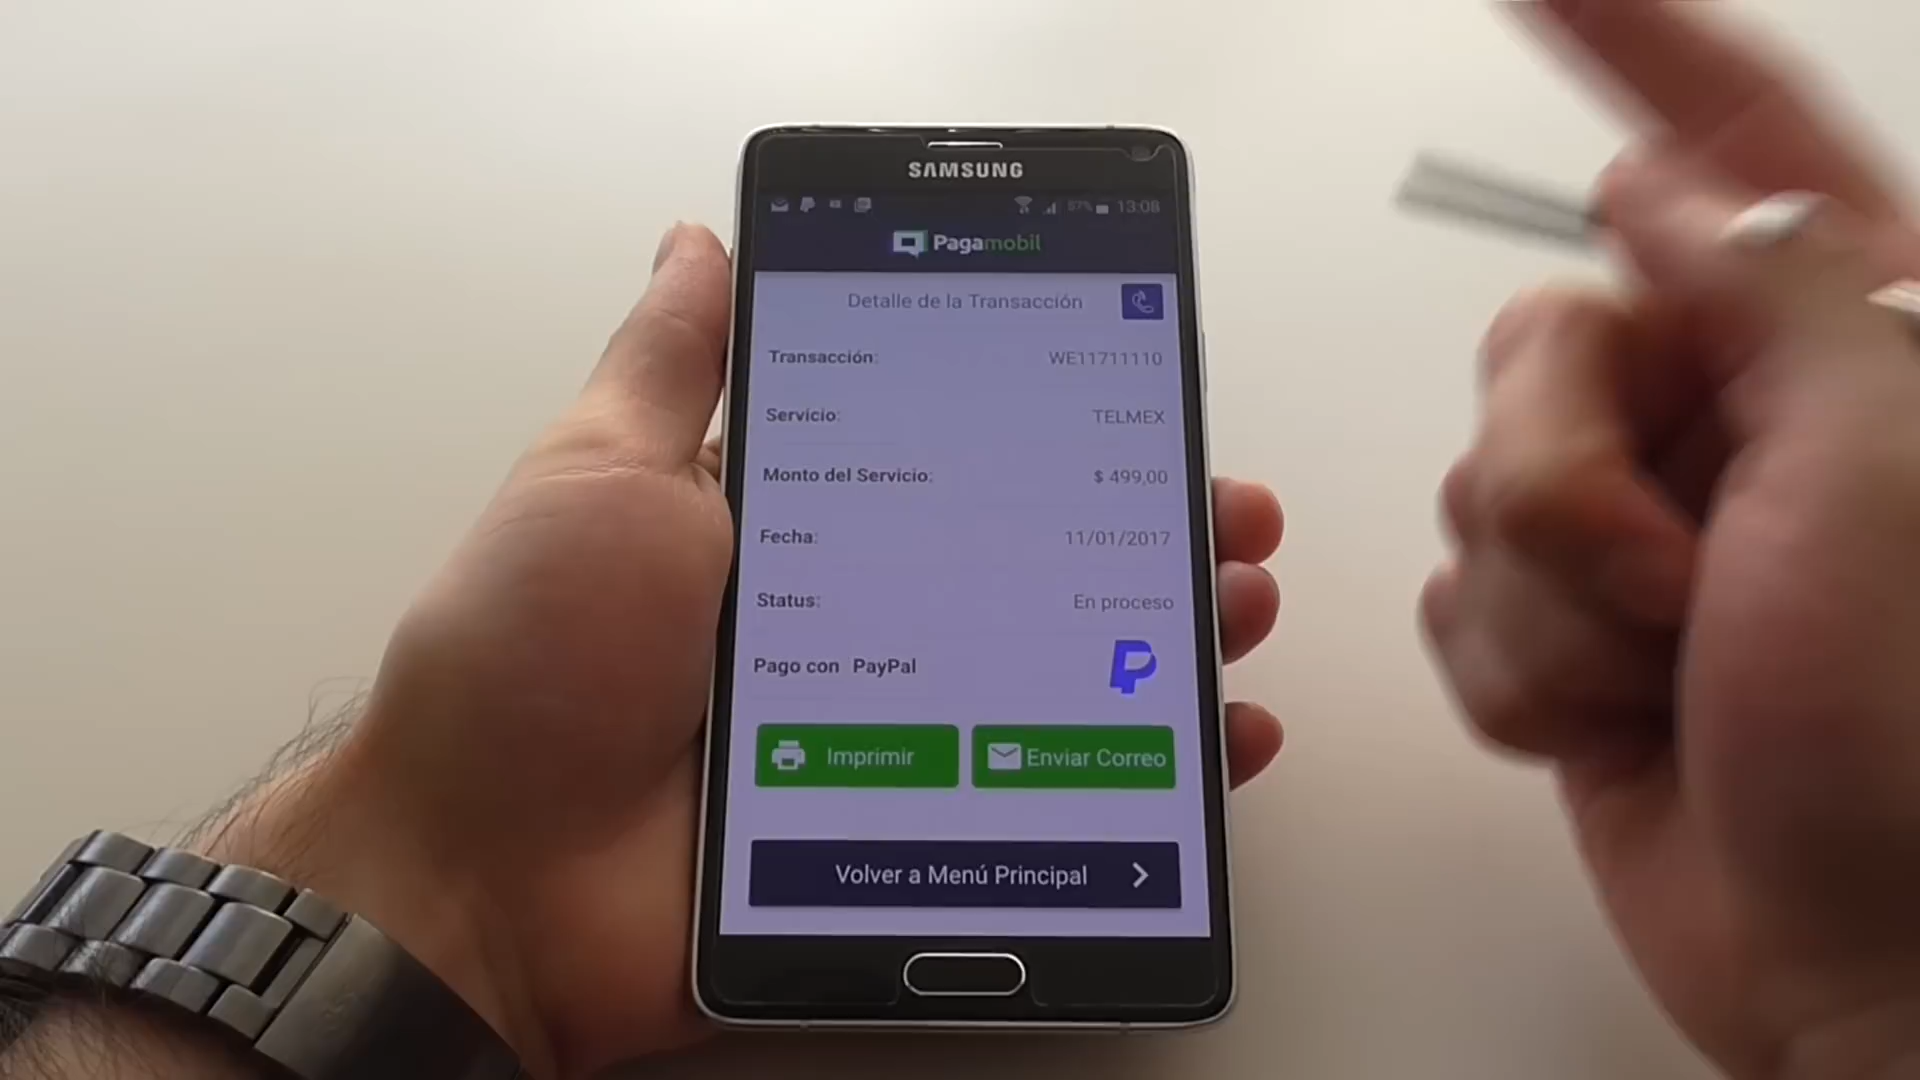 SAMSUNG
87% 13:08
Pagamobil
Detalle de la Transacción
Transacción: WE11711110
Servicio: TELMEX
Monto del Servicio: $ 499,00
Fecha: 11/01/2017
Status: En proceso
Pago con PayPal
Imprimir Enviar Correo
Volver a Menú Principal